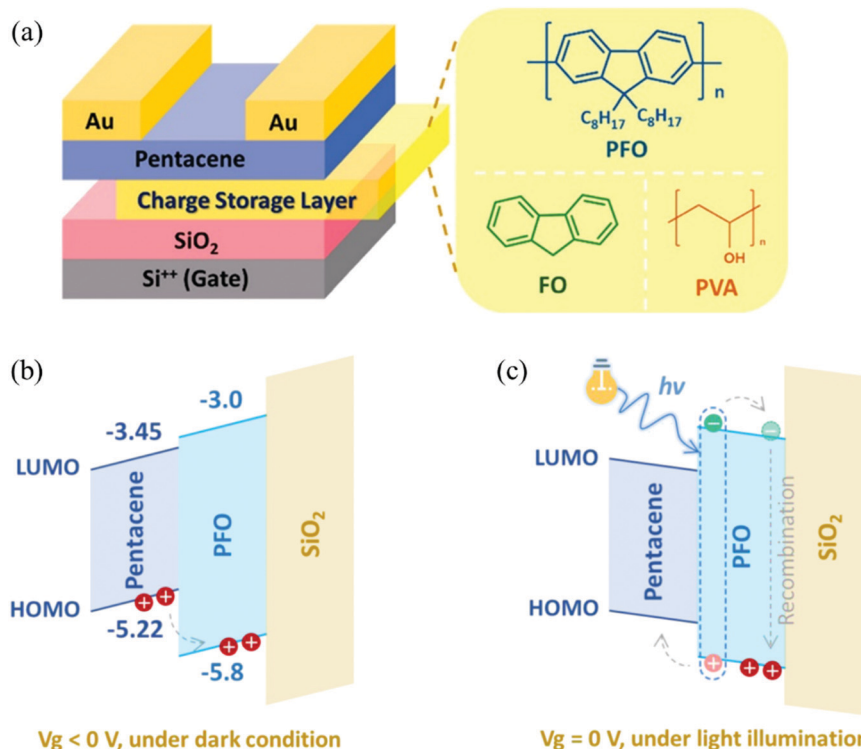 (a)
Au
Au
Pentacene
Charge Storage Layer
SiO₂
Si⁺⁺ (Gate)
n
C₈H₁₇ C₈H₁₇
PFO
FO
n
OH
PVA
(b)
-3.0
-3.45
LUMO
Pentacene
PFO
SiO₂
HOMO
-5.22
-5.8
Vg < 0 V, under dark condition
(c)
hν
LUMO
Pentacene
PFO
Recombination
SiO₂
HOMO
Vg = 0 V, under light illumination